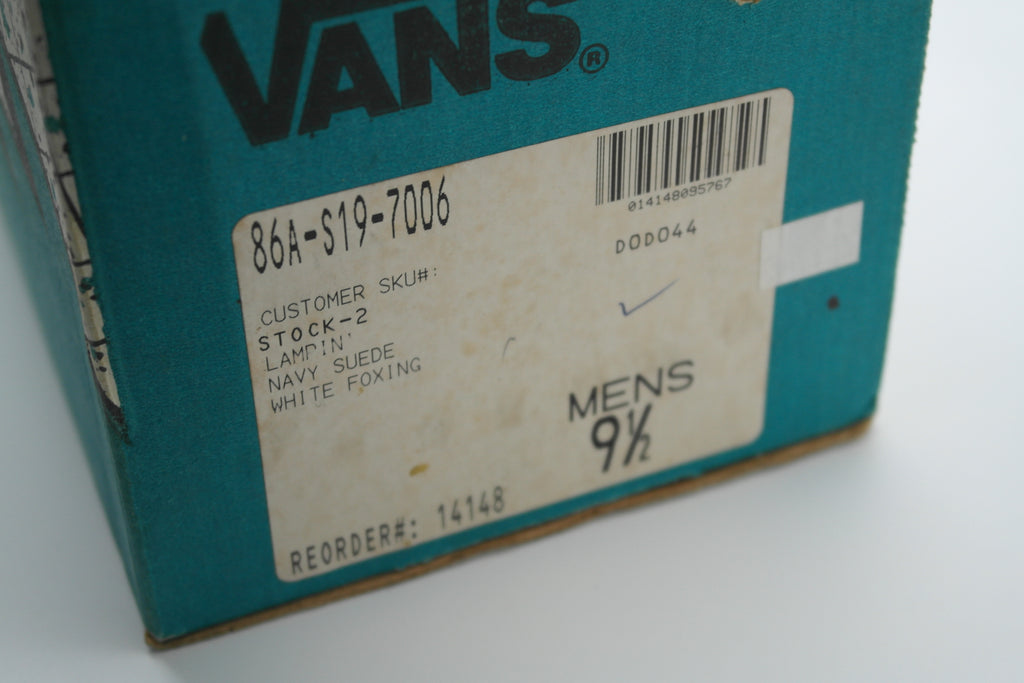 VANS®
86A-S19-7006
014148095767
D0D044
CUSTOMER SKU#:
STOCK-2
LAMPIN'
NAVY SUEDE
WHITE FOXING
MENS
9½
REORDER#: 14148